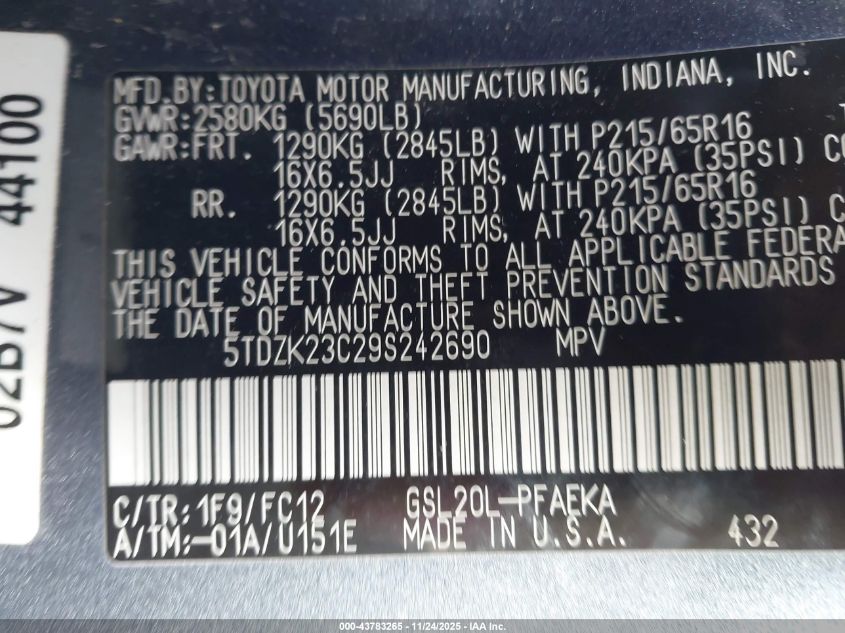 MFD.BY:TOYOTA MOTOR MANUFACTURING, INDIANA, INC.
GVWR:2580KG (5690LB)
GAWR:FRT. 1290KG (2845LB) WITH P215/65R16
16X6.5JJ RIMS, AT 240KPA (35PSI)
RR. 1290KG (2845LB) WITH P215/65R16
16X6.5JJ RIMS, AT 240KPA (35PSI)
THIS VEHICLE CONFORMS TO ALL APPLICABLE FEDERA
VEHICLE SAFETY AND THEFT PREVENTION STANDARDS
THE DATE OF MANUFACTURE SHOWN ABOVE.
5TDZK23C29S242690 MPV
C/TR:1F9/FC12 GSL20L-PFAEKA
A/TM:-01A/U151E MADE IN U.S.A. 432
44100
000-43783265 • 11/24/2025 • IAA Inc.